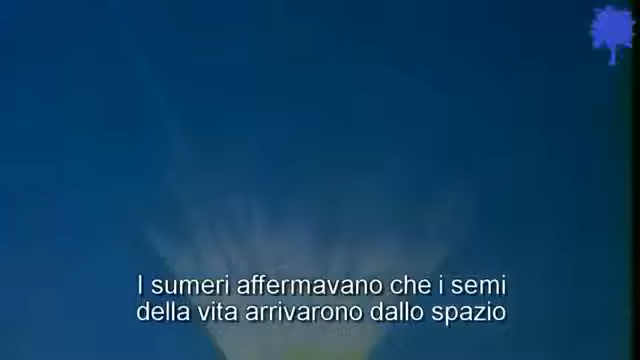 I sumeri affermavano che i semi
della vita arrivarono dallo spazio